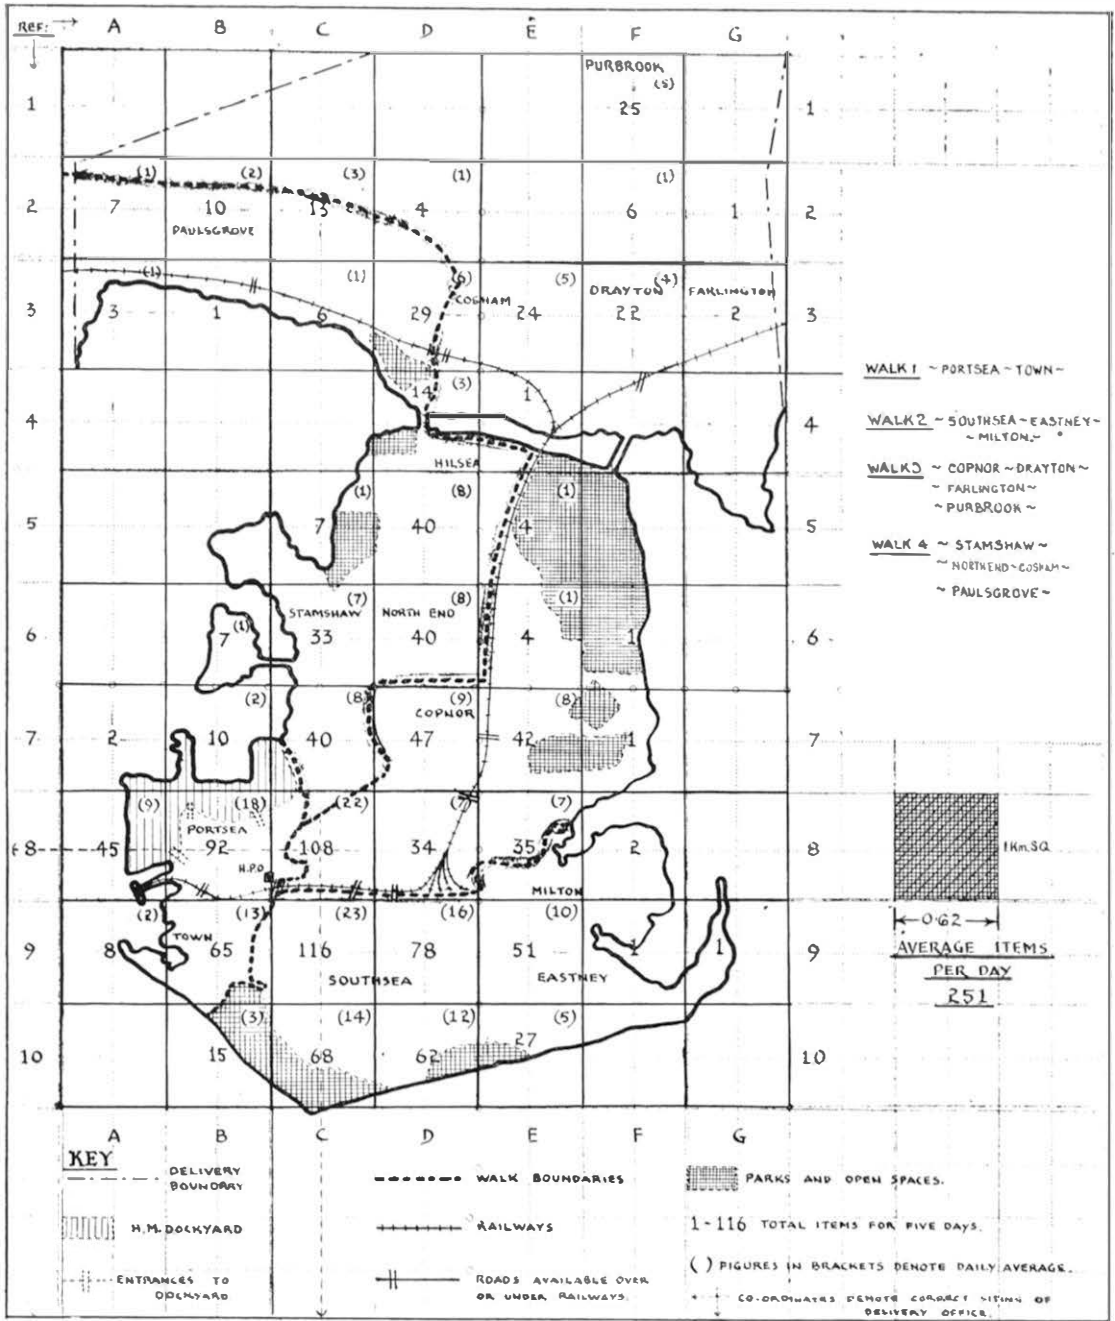 REF: A B C D E F G
PURBROOK
(5)
1 25 1
(1) (2) (3) (1) (1)
2 7 10 13 4 6 1 2
PAULSGROVE
(1) (1) (6) (5) (4)
COSHAM DRAYTON FARLINGTON
3 3 1 6 29 24 22 2 3
(3)
14 1
4 4
HILSEA
(1) (8) (1)
5 7 40 4 5
(7) (8) (1)
STAMSHAW NORTH END
(1)
6 7 33 40 4 1 6
(2) (8) (9) (8)
COPNOR
7 2 10 40 47 42 1 7
(9) (18) (22) (7) (7)
PORTSEA
8 45 92 108 34 35 2 8
H.P.O
MILTON
(2) (13) (23) (16) (10)
TOWN
9 8 65 116 78 51 1 1 9
SOUTHSEA EASTNEY
(3) (14) (12) (5)
27
10 15 68 62 10
A B C D E F G
WALK 1 ~ PORTSEA ~ TOWN ~
WALK 2 ~ SOUTHSEA ~ EASTNEY ~
~ MILTON ~
WALK 3 ~ COPNOR ~ DRAYTON ~
~ FARLINGTON ~
~ PURBROOK ~
WALK 4 ~ STAMSHAW ~
~ NORTHEND ~ COSHAM ~
~ PAULSGROVE ~
1 Km.SQ
0.62
AVERAGE ITEMS
PER DAY
251
KEY
DELIVERY
BOUNDRY
H.M. DOCKYARD
ENTRANCES TO
DOCKYARD
WALK BOUNDARIES
RAILWAYS
ROADS AVAILABLE OVER
OR UNDER RAILWAYS.
PARKS AND OPEN SPACES.
1-116 TOTAL ITEMS FOR FIVE DAYS.
( ) FIGURES IN BRACKETS DENOTE DAILY AVERAGE.
CO-ORDINATES DENOTE CORRECT SITING OF
DELIVERY OFFICE.